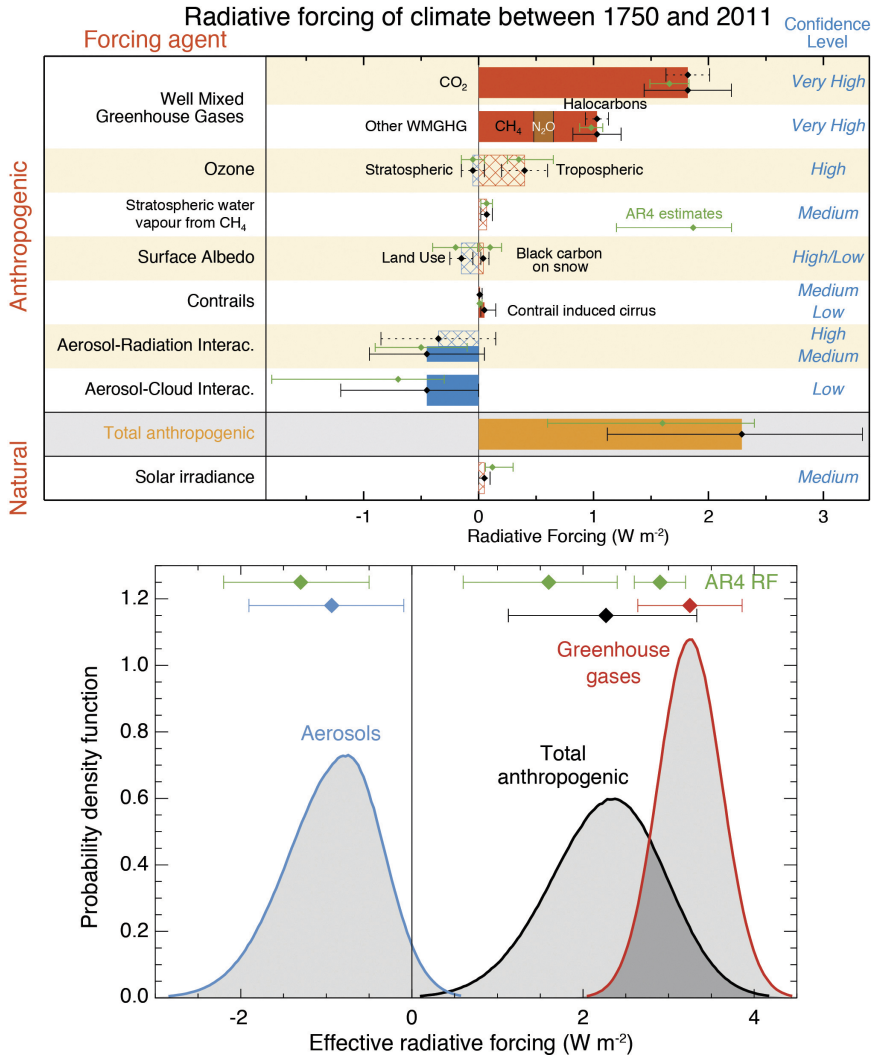 Radiative forcing of climate between 1750 and 2011
Forcing agent
Confidence
Level
Anthropogenic
Natural
Well Mixed
Greenhouse Gases
CO2
Very High
Halocarbons
Other WMGHG
CH4
N2O
Very High
Ozone
Stratospheric
Tropospheric
High
Stratospheric water
vapour from CH4
AR4 estimates
Medium
Surface Albedo
Land Use
Black carbon
on snow
High/Low
Contrails
Contrail induced cirrus
Medium
Low
Aerosol-Radiation Interac.
High
Medium
Aerosol-Cloud Interac.
Low
Total anthropogenic
Solar irradiance
Medium
-1 0 1 2 3
Radiative Forcing (W m-2)
AR4 RF
Greenhouse
gases
Aerosols
Total
anthropogenic
Probability density function
1.2
1.0
0.8
0.6
0.4
0.2
0.0
-2 0 2 4
Effective radiative forcing (W m-2)